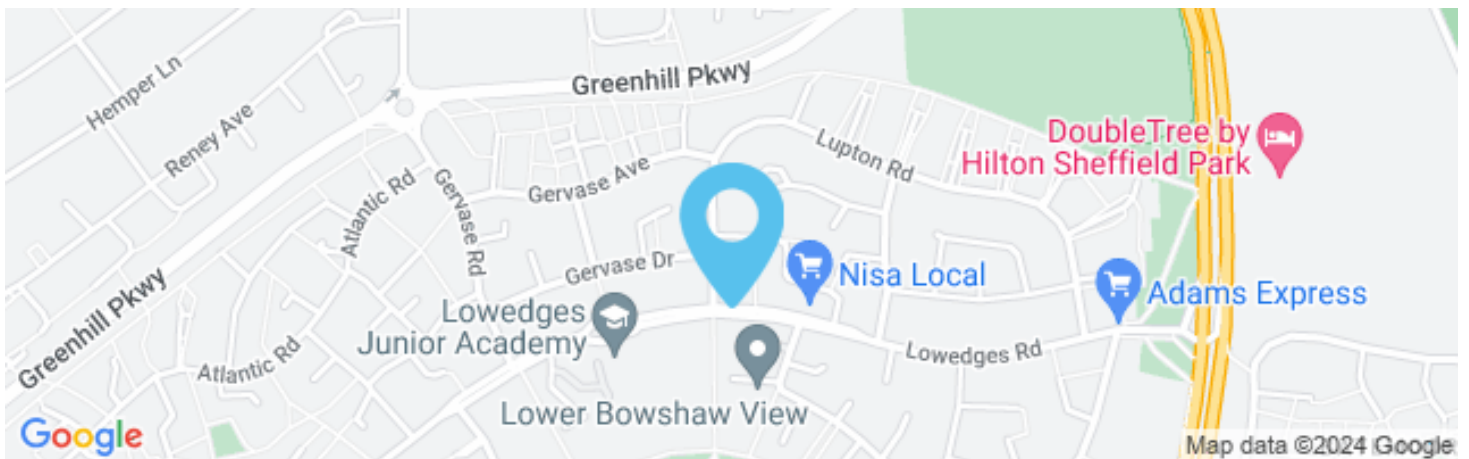 Hemper Ln
Reney Ave
Greenhill Pkwy
Lupton Rd
DoubleTree by
Hilton Sheffield Park
Gervase Ave
Atlantic Rd
Gervase Rd
Gervase Dr
Nisa Local
Adams Express
Lowedges
Junior Academy
Greenhill Pkwy
Atlantic Rd
Lowedges Rd
Lower Bowshaw View
Google
Map data ©2024 Google